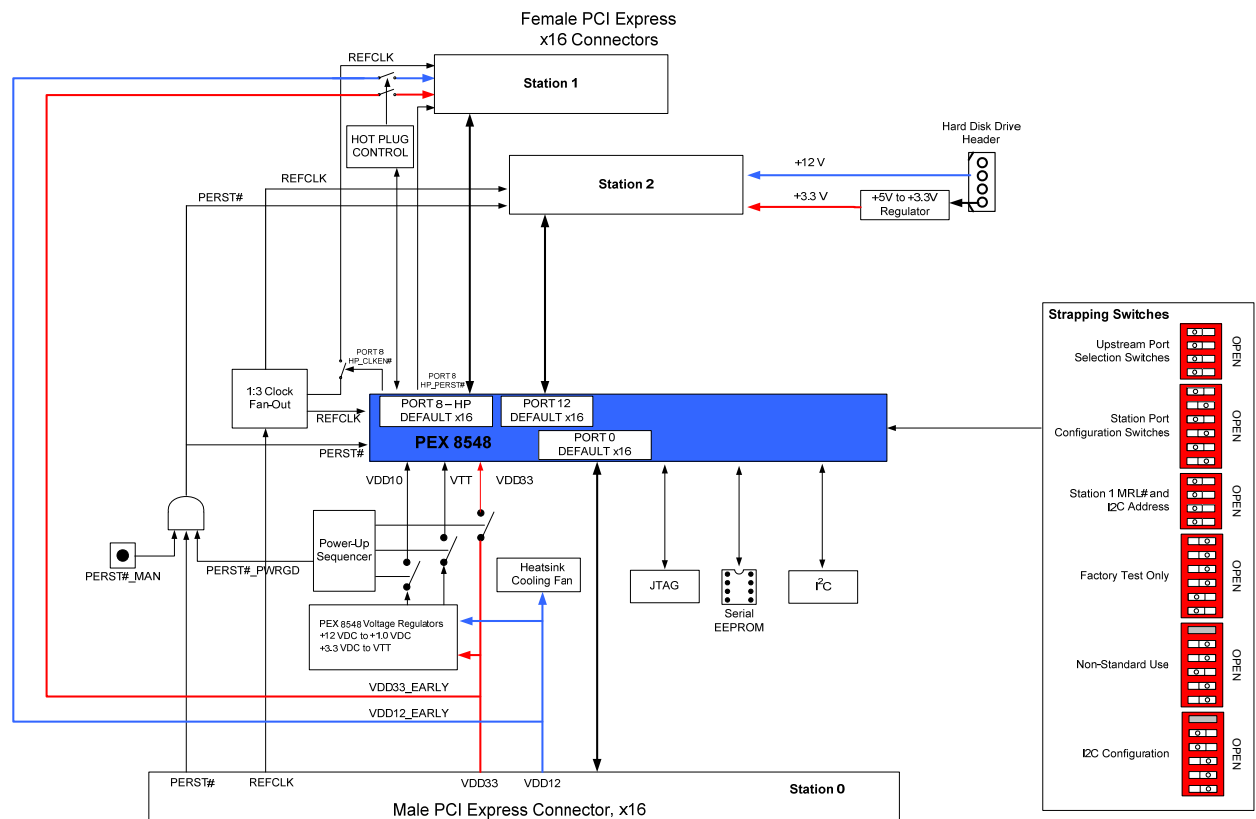 Female PCI Express
x16 Connectors
REFCLK
Station 1
HOT PLUG
CONTROL
Hard Disk Drive
Header
+12 V
REFCLK
Station 2
PERST#
+3.3 V
+5V to +3.3V
Regulator
Strapping Switches
Upstream Port
Selection Switches
OPEN
Station Port
Configuration Switches
OPEN
Station 1 MRL# and
I2C Address
OPEN
Factory Test Only
OPEN
Non-Standard Use
OPEN
I2C Configuration
OPEN
PORT 8
HP_CLKEN#
PORT 8
HP_PERST#
1:3 Clock
Fan-Out
REFCLK
PORT 8 – HP
DEFAULT x16
PORT 12
DEFAULT x16
PEX 8548
PORT 0
DEFAULT x16
PERST#
VDD10
VTT
VDD33
Power-Up
Sequencer
PERST#_MAN
PERST#_PWRGD
Heatsink
Cooling Fan
JTAG
Serial
EEPROM
I2C
PEX 8548 Voltage Regulators
+12 VDC to +1.0 VDC
+3.3 VDC to VTT
VDD33_EARLY
VDD12_EARLY
PERST#
REFCLK
VDD33
VDD12
Station 0
Male PCI Express Connector, x16